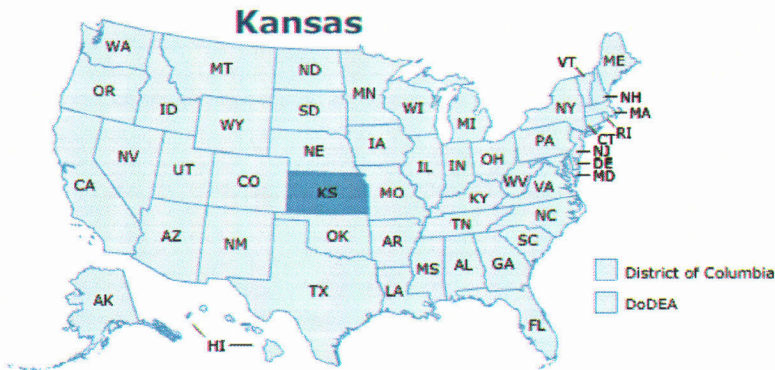 Kansas
WA
MT
ND
MN
VT
ME
OR
ID
SD
WI
MI
NY
NH
MA
WY
RI
CT
IA
PA
NJ
NE
NV
UT
IL
IN
OH
DE
MD
CA
CO
KS
MO
WV
VA
KY
NC
TN
AZ
NM
OK
AR
SC
MS
AL
GA
District of Columbia
TX
LA
AK
DoDEA
FL
HI